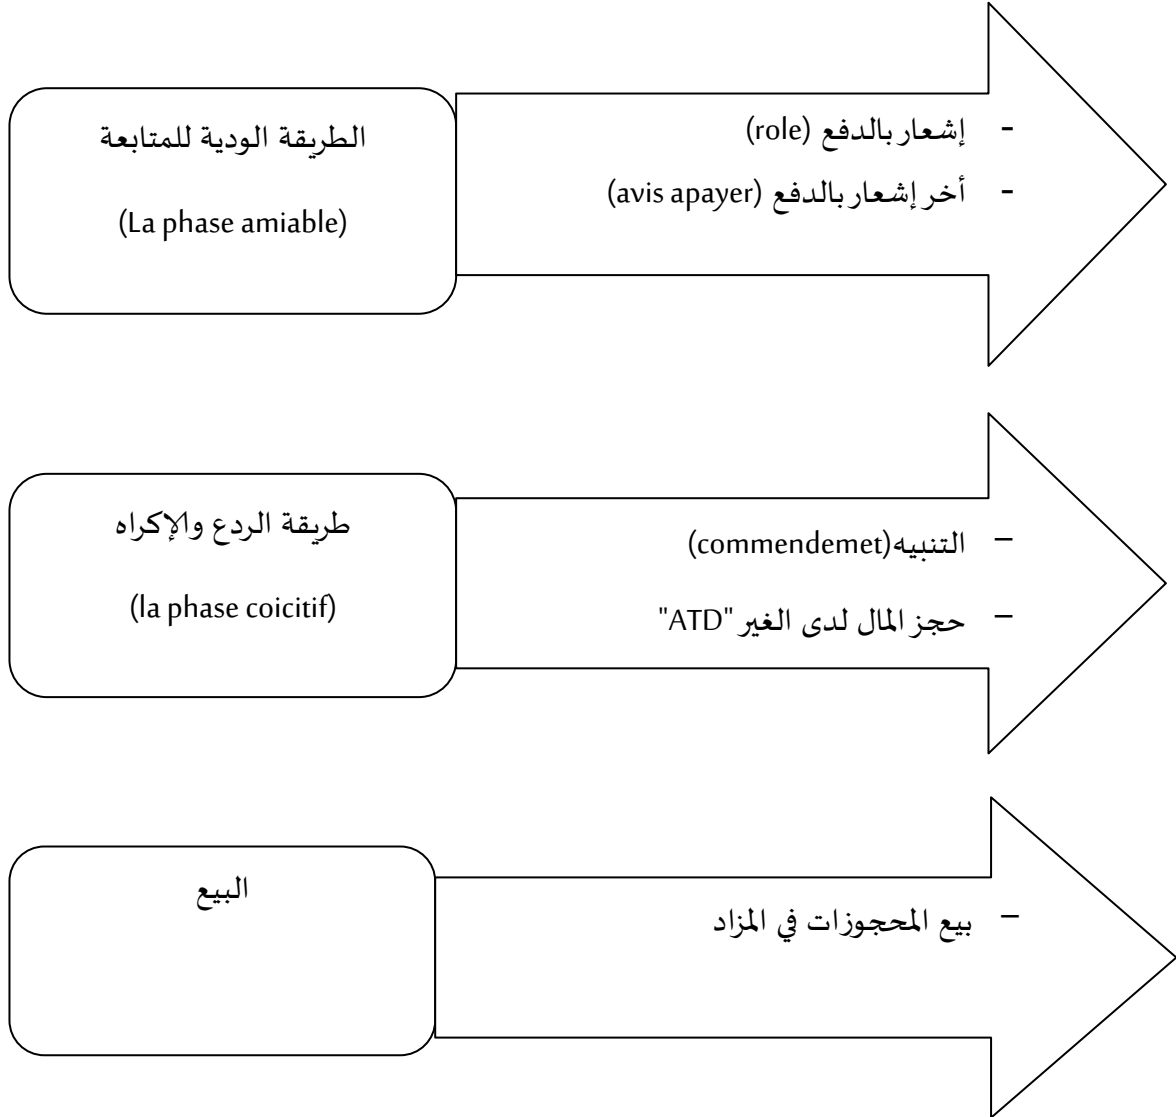 الطريقة الودية للمتابعة
(La phase amiable)
- إشعار بالدفع (role)
- أخر إشعار بالدفع (avis apayer)
طريقة الردع والإكراه
(la phase coicitif)
– التنبيه(commendemet)
– حجز المال لدى الغير "ATD"
البيع
– بيع المحجوزات في المزاد